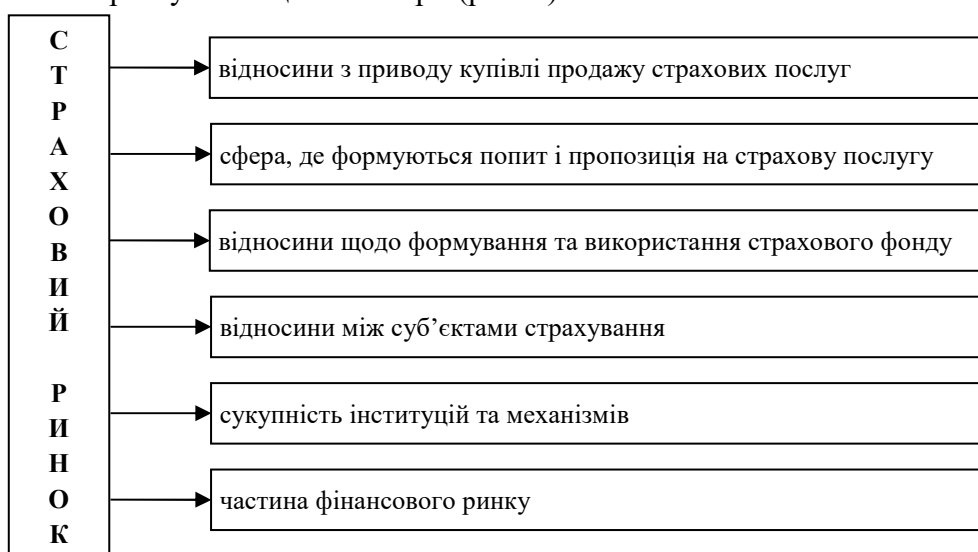 СТРАХОВИЙ РИНОК
відносини з приводу купівлі продажу страхових послуг
сфера, де формуються попит і пропозиція на страхову послугу
відносини щодо формування та використання страхового фонду
відносини між суб’єктами страхування
сукупність інституцій та механізмів
частина фінансового ринку